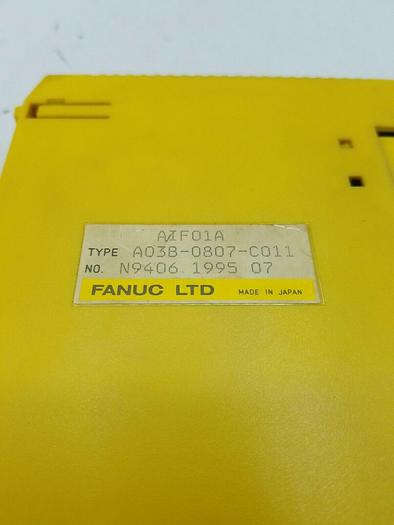 AIF01A
TYPE A03B-0807-C011
NO. N9406 1995 07
FANUC LTD MADE IN JAPAN